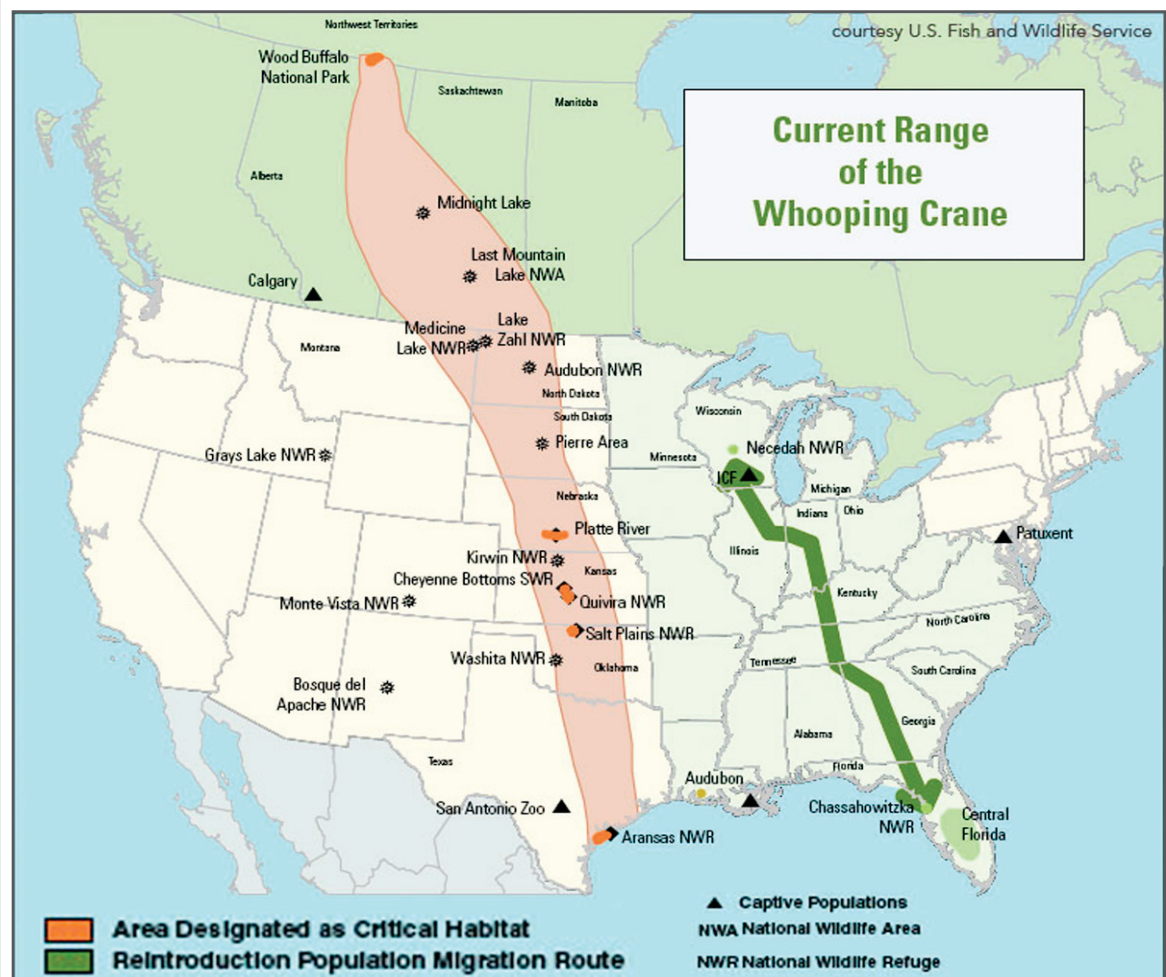 Northwest Territories
courtesy U.S. Fish and Wildlife Service
Wood Buffalo
National Park
Saskachtewan
Manitoba
Current Range
of the
Whooping Crane
Alberta
Midnight Lake
Last Mountain
Lake NWA
Calgary
Lake
Zahl NWR
Medicine
Lake NWR
Montana
Audubon NWR
North Dakota
South Dakota
Wisconsin
Pierre Area
Necedah NWR
Grays Lake NWR
Minnesota
ICF
Michigan
Nebraska
Indiana
Ohio
Platte River
Patuxent
Illinois
Kirwin NWR
Kansas
Cheyenne Bottoms SWR
Kentucky
Monte Vista NWR
Quivira NWR
North Carolina
Salt Plains NWR
Washita NWR
Tennessee
Oklahoma
South Carolina
Bosque del
Apache NWR
Georgia
Alabama
Texas
Florida
Audubon
San Antonio Zoo
Chassahowitzka
NWR
Central
Florida
Aransas NWR
Area Designated as Critical Habitat
Reintroduction Population Migration Route
Captive Populations
NWA National Wildlife Area
NWR National Wildlife Refuge